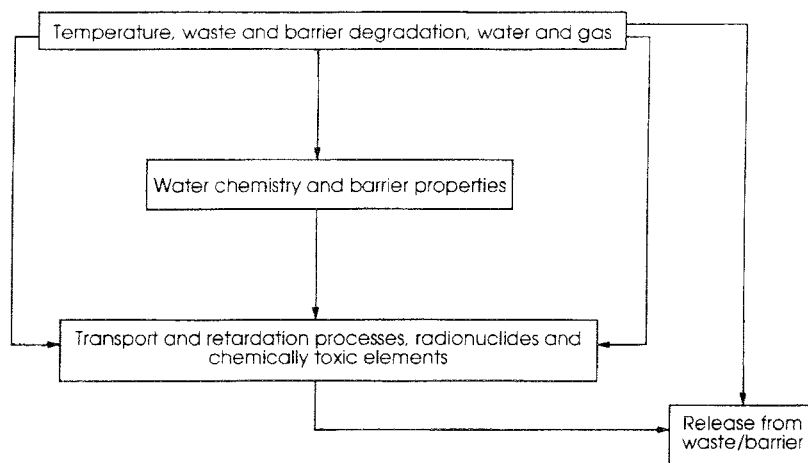 Temperature, waste and barrier degradation, water and gas
Water chemistry and barrier properties
Transport and retardation processes, radionuclides and
chemically toxic elements
Release from
waste/barrier